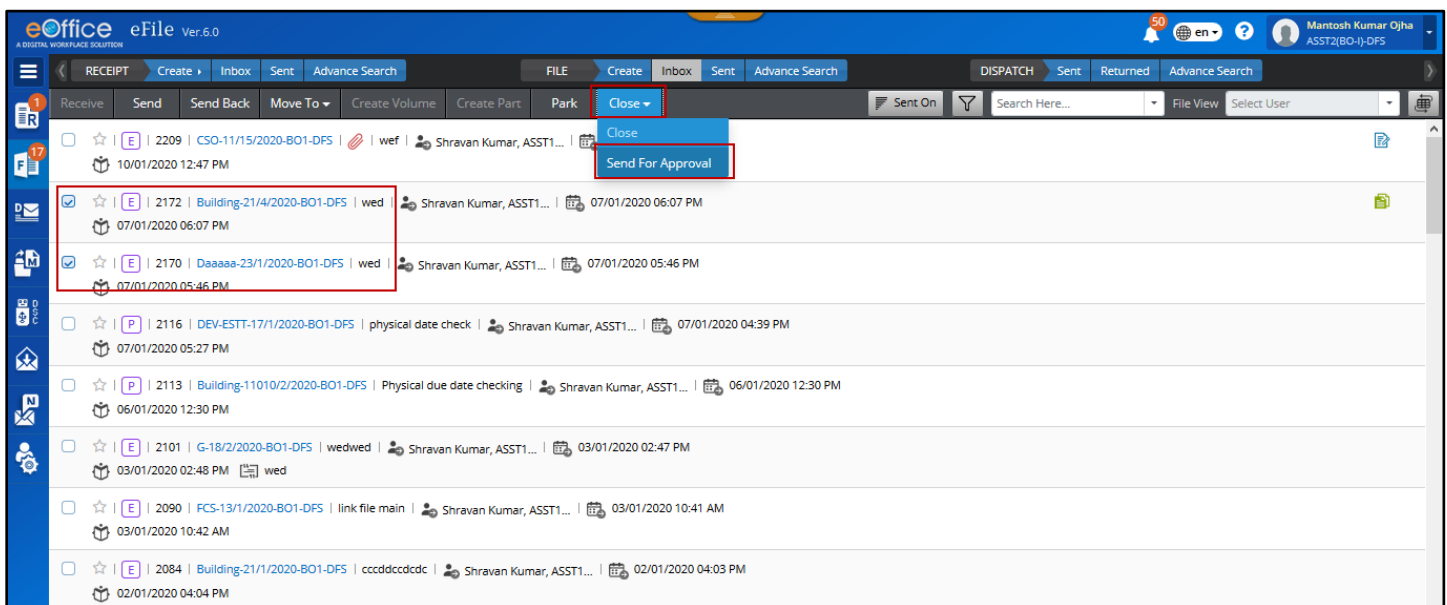 eOffice eFile Ver.6.0
A DIGITAL WORKPLACE SOLUTION
50 en ? Mantosh Kumar Ojha
ASST2(BO-I)-DFS
RECEIPT Create Inbox Sent Advance Search FILE Create Inbox Sent Advance Search DISPATCH Sent Returned Advance Search
Receive Send Send Back Move To Create Volume Create Part Park Close Sent On Search Here... File View Select User
Close
Send For Approval
1
R
17
F
D
M
DSC
N
E | 2209 | CSO-11/15/2020-BO1-DFS | | wef | Shravan Kumar, ASST1... |
10/01/2020 12:47 PM
E | 2172 | Building-21/4/2020-BO1-DFS | wed | Shravan Kumar, ASST1... | 07/01/2020 06:07 PM
07/01/2020 06:07 PM
E | 2170 | Daaaaa-23/1/2020-BO1-DFS | wed | Shravan Kumar, ASST1... | 07/01/2020 05:46 PM
07/01/2020 05:46 PM
P | 2116 | DEV-ESTT-17/1/2020-BO1-DFS | physical date check | Shravan Kumar, ASST1... | 07/01/2020 04:39 PM
07/01/2020 05:27 PM
P | 2113 | Building-11010/2/2020-BO1-DFS | Physical due date checking | Shravan Kumar, ASST1... | 06/01/2020 12:30 PM
06/01/2020 12:30 PM
E | 2101 | G-18/2/2020-BO1-DFS | wedwed | Shravan Kumar, ASST1... | 03/01/2020 02:47 PM
03/01/2020 02:48 PM wed
E | 2090 | FCS-13/1/2020-BO1-DFS | link file main | Shravan Kumar, ASST1... | 03/01/2020 10:41 AM
03/01/2020 10:42 AM
E | 2084 | Building-21/1/2020-BO1-DFS | cccddccdcdc | Shravan Kumar, ASST1... | 02/01/2020 04:03 PM
02/01/2020 04:04 PM